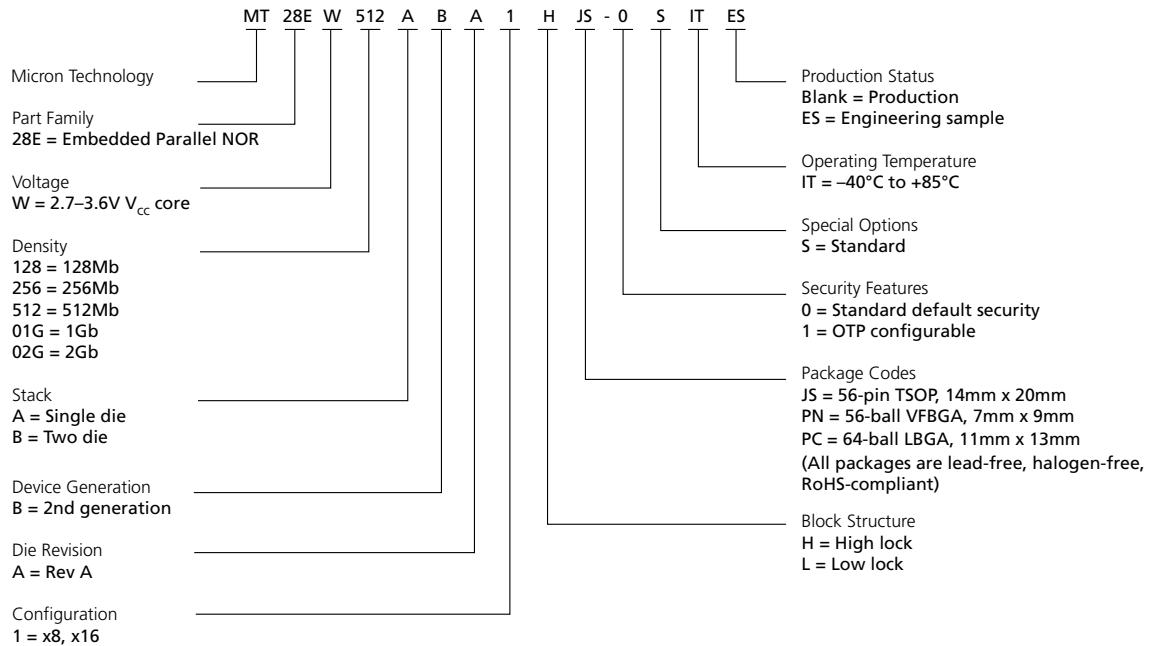 MT 28E W 512 A B A 1 H JS - 0 S IT ES
Micron Technology
Part Family
28E = Embedded Parallel NOR
Voltage
W = 2.7–3.6V Vcc core
Density
128 = 128Mb
256 = 256Mb
512 = 512Mb
01G = 1Gb
02G = 2Gb
Stack
A = Single die
B = Two die
Device Generation
B = 2nd generation
Die Revision
A = Rev A
Configuration
1 = x8, x16
Production Status
Blank = Production
ES = Engineering sample
Operating Temperature
IT = –40°C to +85°C
Special Options
S = Standard
Security Features
0 = Standard default security
1 = OTP configurable
Package Codes
JS = 56-pin TSOP, 14mm x 20mm
PN = 56-ball VFBGA, 7mm x 9mm
PC = 64-ball LBGA, 11mm x 13mm
(All packages are lead-free, halogen-free,
RoHS-compliant)
Block Structure
H = High lock
L = Low lock